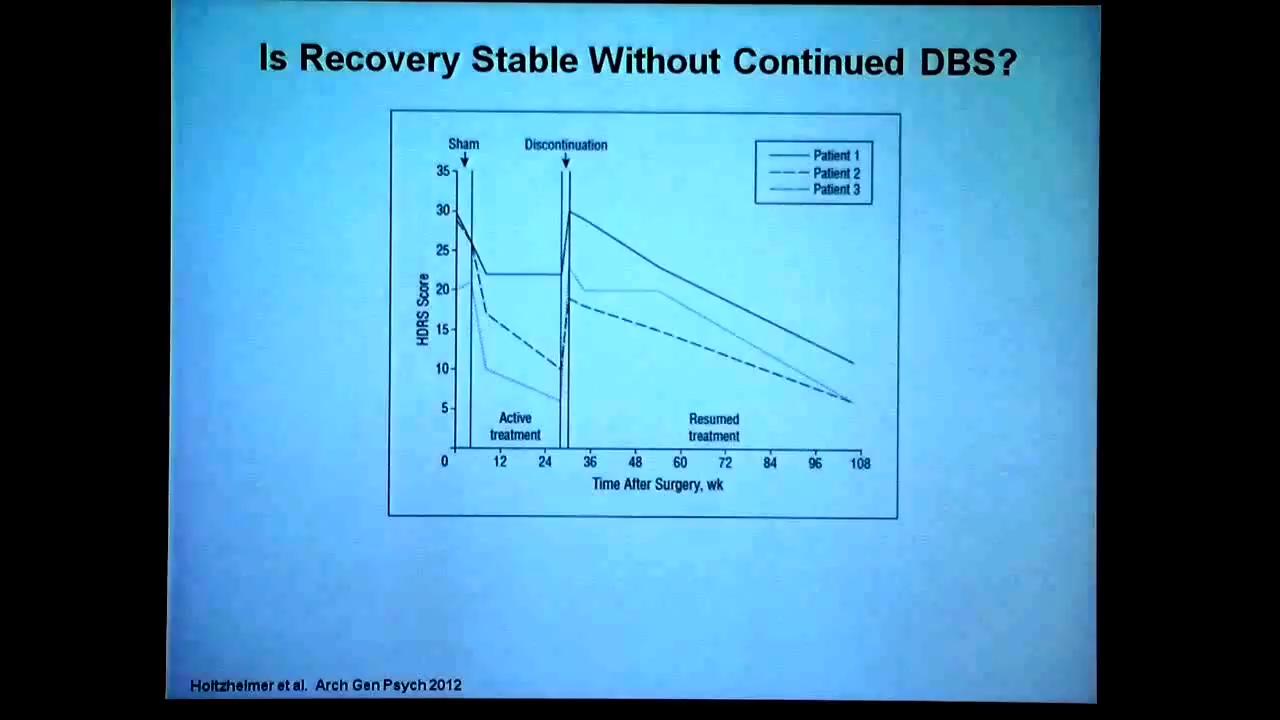 Is Recovery Stable Without Continued DBS?
Sham
Discontinuation
Patient 1
Patient 2
Patient 3
35
30
25
20
15
10
5
HDRS Score
Active
treatment
Resumed
treatment
0 12 24 36 48 60 72 84 96 108
Time After Surgery, wk
Holtzheimer et al. Arch Gen Psych 2012